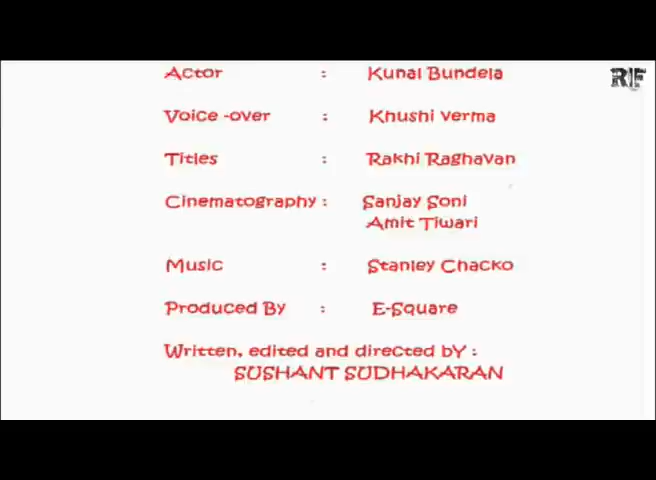 Actor : Kunal Bundela
RIF
Voice -over : Khushi verma
Titles : Rakhi Raghavan
Cinematography : Sanjay Soni
Amit Tiwari
Music : Stanley Chacko
Produced By : E-Square
Written, edited and directed by :
SUSHANT SUDHAKARAN